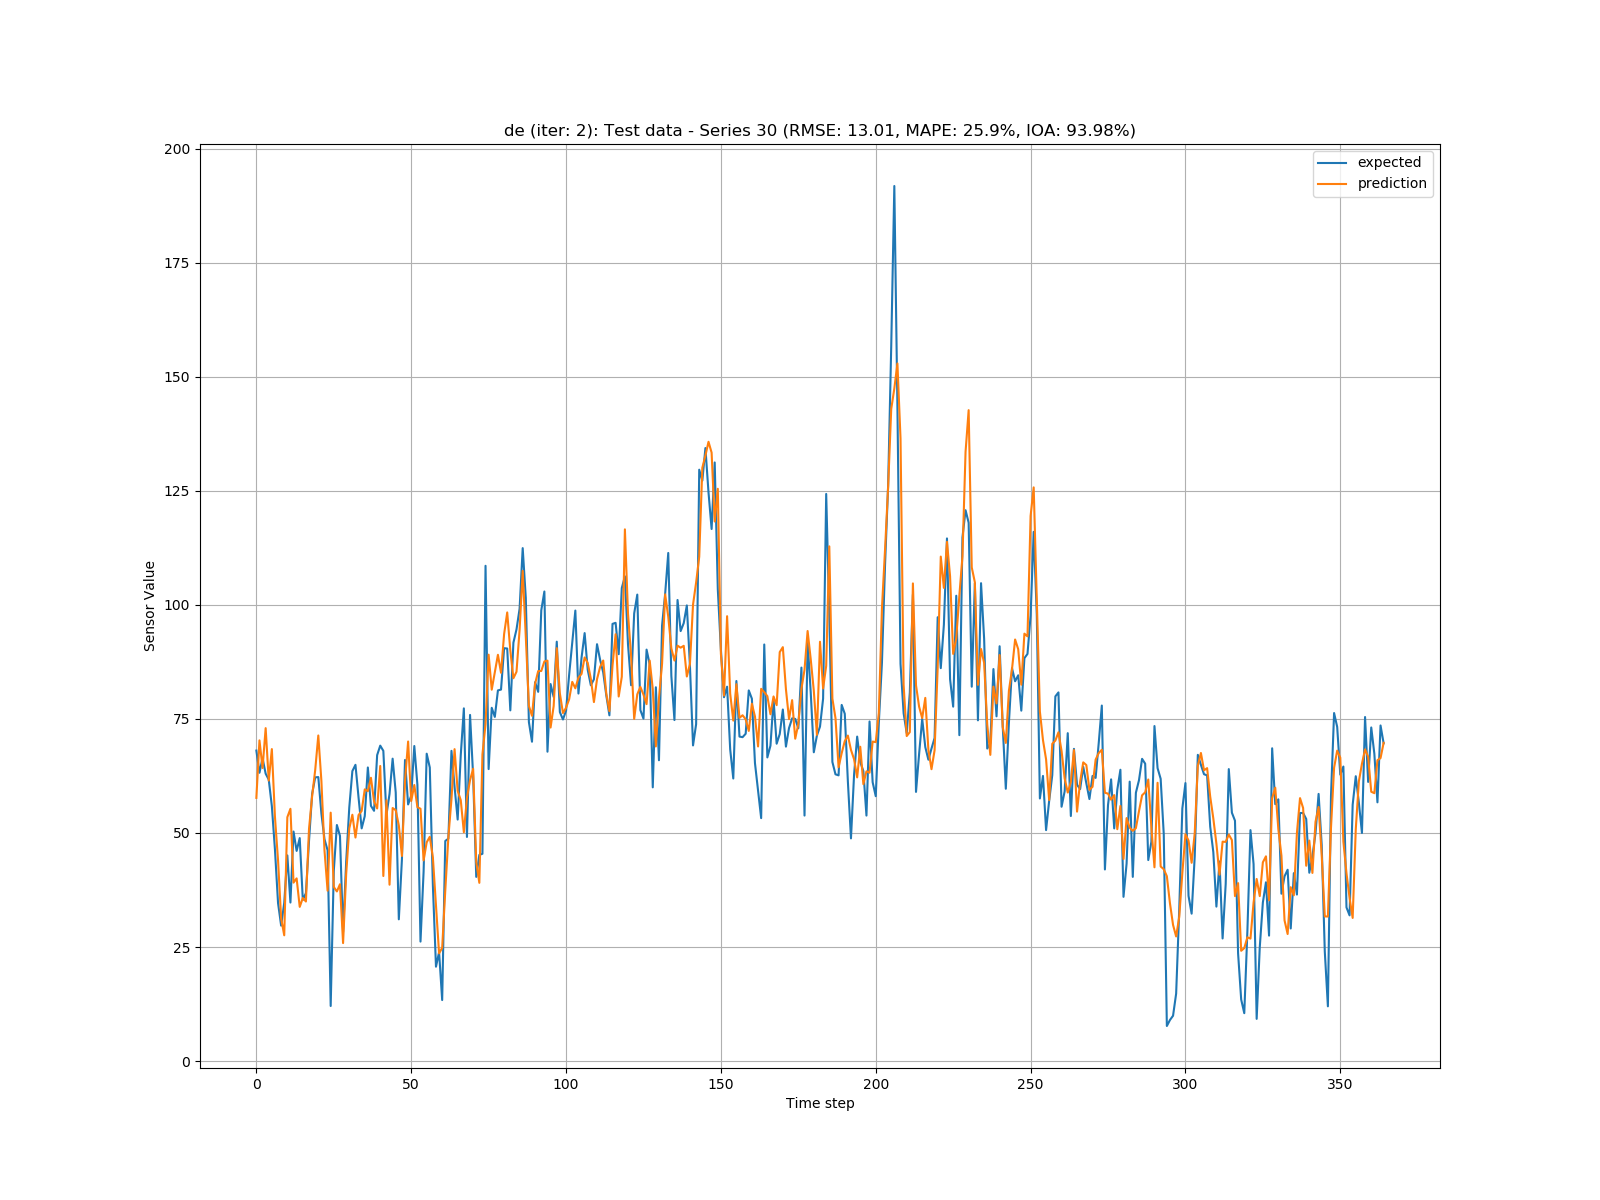 de (iter: 2): Test data - Series 30 (RMSE: 13.01, MAPE: 25.9%, IOA: 93.98%)
expected
prediction
Sensor Value
200
175
150
125
100
75
50
25
0
0 50 100 150 200 250 300 350
Time step